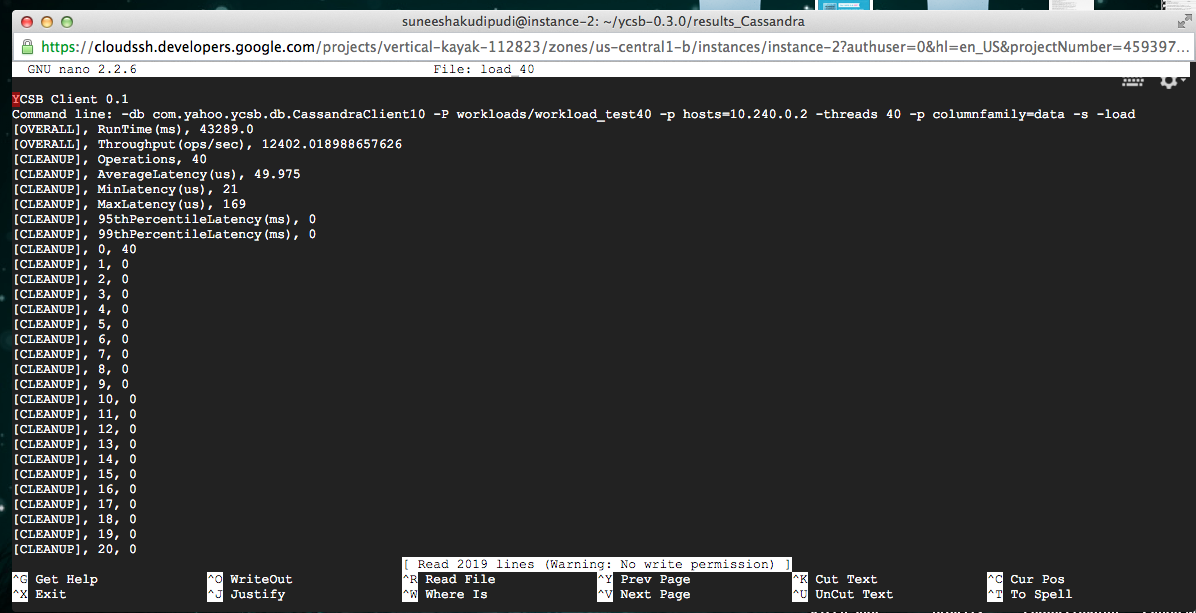 suneeshakudipudi@instance-2: ~/ycsb-0.3.0/results_Cassandra
https://cloudssh.developers.google.com/projects/vertical-kayak-112823/zones/us-central1-b/instances/instance-2?authuser=0&hl=en_US&projectNumber=459397...
GNU nano 2.2.6 File: load_40
YCSB Client 0.1
Command line: -db com.yahoo.ycsb.db.CassandraClient10 -P workloads/workload_test40 -p hosts=10.240.0.2 -threads 40 -p columnfamily=data -s -load
[OVERALL], RunTime(ms), 43289.0
[OVERALL], Throughput(ops/sec), 12402.018988657626
[CLEANUP], Operations, 40
[CLEANUP], AverageLatency(us), 49.975
[CLEANUP], MinLatency(us), 21
[CLEANUP], MaxLatency(us), 169
[CLEANUP], 95thPercentileLatency(ms), 0
[CLEANUP], 99thPercentileLatency(ms), 0
[CLEANUP], 0, 40
[CLEANUP], 1, 0
[CLEANUP], 2, 0
[CLEANUP], 3, 0
[CLEANUP], 4, 0
[CLEANUP], 5, 0
[CLEANUP], 6, 0
[CLEANUP], 7, 0
[CLEANUP], 8, 0
[CLEANUP], 9, 0
[CLEANUP], 10, 0
[CLEANUP], 11, 0
[CLEANUP], 12, 0
[CLEANUP], 13, 0
[CLEANUP], 14, 0
[CLEANUP], 15, 0
[CLEANUP], 16, 0
[CLEANUP], 17, 0
[CLEANUP], 18, 0
[CLEANUP], 19, 0
[CLEANUP], 20, 0
[ Read 2019 lines (Warning: No write permission) ]
^G Get Help ^O WriteOut ^R Read File ^Y Prev Page ^K Cut Text ^C Cur Pos
^X Exit ^J Justify ^W Where Is ^V Next Page ^U UnCut Text ^T To Spell